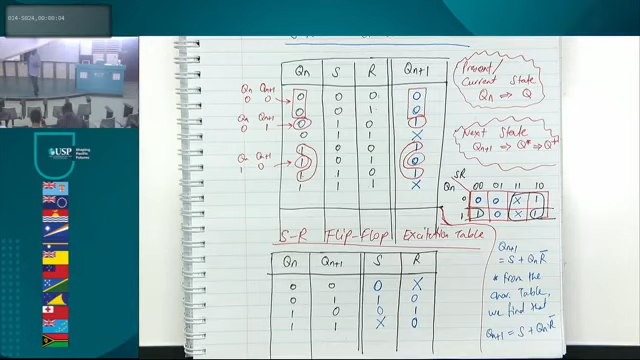 014-S024, 00:00:04
USP
Shaping
Pacific
Futures
Qn S R Qn+1
0 0 0 0
0 0 1 0
0 1 0 1
0 1 1 X
1 0 0 1
1 0 1 0
1 1 0 1
1 1 1 X
Qn Qn+1
0 0
Qn Qn+1
0 1
Qn Qn+1
1 0
Present/
Current State
Qn ⇒ Q
Next State
Qn+1 ⇒ Q* ⇒ Q+
SR
Qn 00 01 11 10
0 0 0 X 1
1 1 0 X 1
S-R Flip-Flop Excitation Table
Qn Qn+1 S R
0 0 0 X
0 1 1 0
1 0 0 1
1 1 X 0
Qn+1
= S + QnR̅
* From the
char. Table,
we find that
Qn+1 = S + QnR̅